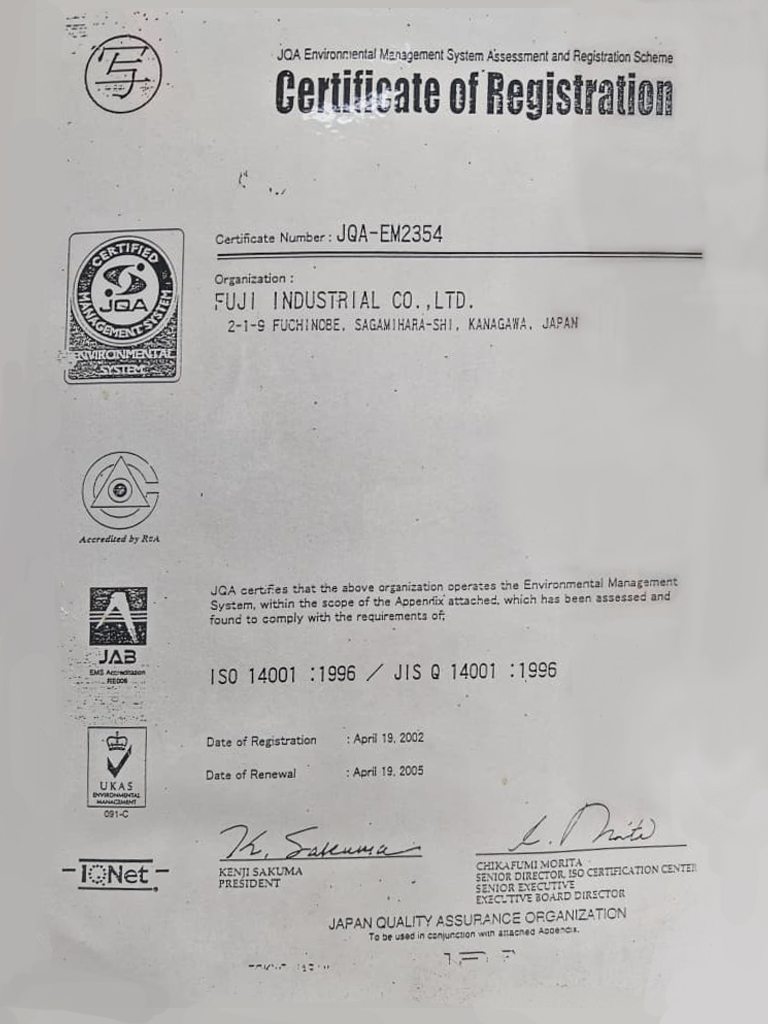 写
JQA Environmental Management System Assessment and Registration Scheme
Certificate of Registration
Certificate Number : JQA-EM2354
Organization :
FUJI INDUSTRIAL CO.,LTD.
2-1-9 FUCHINOBE, SAGAMIHARA-SHI, KANAGAWA, JAPAN
CERTIFIED
JQA
MANAGEMENT SYSTEM
ENVIRONMENTAL
SYSTEM
Accredited by RvA
JQA certifies that the above organization operates the Environmental Management
System, within the scope of the Appendix attached, which has been assessed and
found to comply with the requirements of:
JAB
EMS Accreditation
RE006
ISO 14001 :1996 / JIS Q 14001 :1996
Date of Registration : April 19, 2002
Date of Renewal : April 19, 2005
UKAS
ENVIRONMENTAL
MANAGEMENT
091-C
K. Sakuma
KENJI SAKUMA
PRESIDENT
CHIKAFUMI MORITA
SENIOR DIRECTOR, ISO CERTIFICATION CENTER
SENIOR EXECUTIVE
EXECUTIVE BOARD DIRECTOR
IQNet
JAPAN QUALITY ASSURANCE ORGANIZATION
To be used in conjunction with attached Appendix.